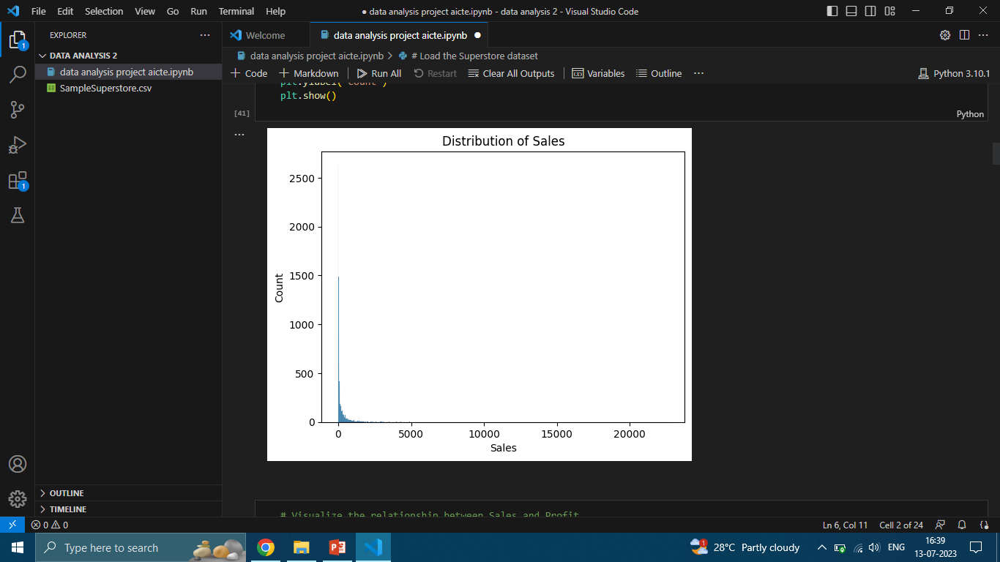 File Edit Selection View Go Run Terminal Help
● data analysis project aicte.ipynb - data analysis 2 - Visual Studio Code
EXPLORER
Welcome
data analysis project aicte.ipynb
DATA ANALYSIS 2
data analysis project aicte.ipynb
SampleSuperstore.csv
data analysis project aicte.ipynb > # Load the Superstore dataset
+ Code + Markdown Run All Restart Clear All Outputs Variables Outline ... Python 3.10.1
plt.ylabel('Count')
plt.show()
[41]
Python
Distribution of Sales
2500
2000
1500
1000
500
0
Count
0 5000 10000 15000 20000
Sales
# Visualize the relationship between Sales and Profit
OUTLINE
TIMELINE
1
1
0 0
Ln 6, Col 11 Cell 2 of 24
Type here to search
1
28°C Partly cloudy
ENG
16:39
13-07-2023